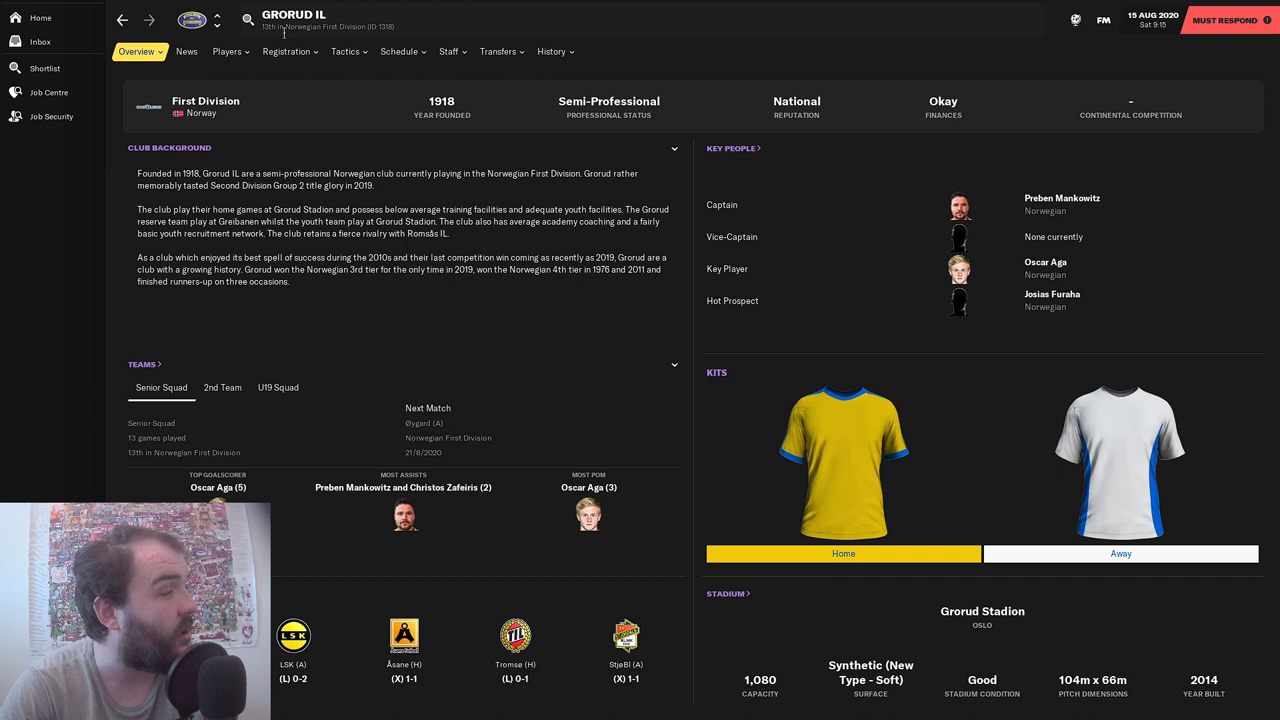 Home
Inbox
Shortlist
Job Centre
Job Security
GRORUD IL
13th in Norwegian First Division (ID:1318)
FM
15 AUG 2020
Sat 9:15
MUST RESPOND
Overview
News
Players
Registration
Tactics
Schedule
Staff
Transfers
History
First Division
Norway
1918
YEAR FOUNDED
Semi-Professional
PROFESSIONAL STATUS
National
REPUTATION
Okay
FINANCES
-
CONTINENTAL COMPETITION
CLUB BACKGROUND
Founded in 1918, Grorud IL are a semi-professional Norwegian club currently playing in the Norwegian First Division. Grorud rather
memorably tasted Second Division Group 2 title glory in 2019.
The club play their home games at Grorud Stadion and possess below average training facilities and adequate youth facilities. The Grorud
reserve team play at Greibanen whilst the youth team play at Grorud Stadion. The club also has average academy coaching and a fairly
basic youth recruitment network. The club retains a fierce rivalry with Romsås IL.
As a club which enjoyed its best spell of success during the 2010s and their last competition win coming as recently as 2019, Grorud are a
club with a growing history. Grorud won the Norwegian 3rd tier for the only time in 2019, won the Norwegian 4th tier in 1976 and 2011 and
finished runners-up on three occasions.
KEY PEOPLE
Captain
Preben Mankowitz
Norwegian
Vice-Captain
None currently
Key Player
Oscar Aga
Norwegian
Hot Prospect
Josias Furaha
Norwegian
TEAMS
Senior Squad
2nd Team
U19 Squad
Next Match
Senior Squad
Øygard (A)
13 games played
Norwegian First Division
13th in Norwegian First Division
21/8/2020
TOP GOALSCORER
Oscar Aga (5)
MOST ASSISTS
Preben Mankowitz and Christos Zafeiris (2)
MOST POM
Oscar Aga (3)
KITS
Home
Away
LSK
TIL
LSK (A)
(L) 0-2
Åsane (H)
(X) 1-1
Tromsø (H)
(L) 0-1
StjøBl (A)
(X) 1-1
STADIUM
Grorud Stadion
OSLO
1,080
CAPACITY
Synthetic (New
Type - Soft)
SURFACE
Good
STADIUM CONDITION
104m x 66m
PITCH DIMENSIONS
2014
YEAR BUILT